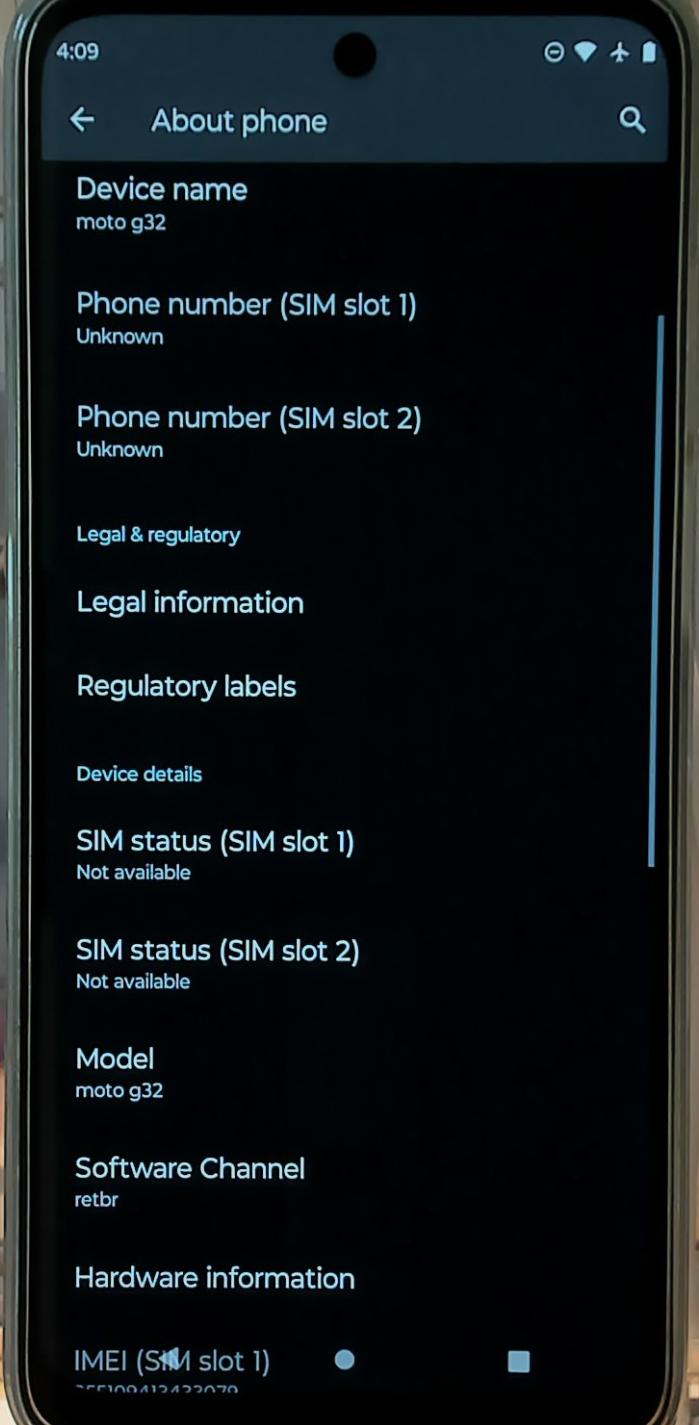 4:09
About phone
Device name
moto g32
Phone number (SIM slot 1)
Unknown
Phone number (SIM slot 2)
Unknown
Legal & regulatory
Legal information
Regulatory labels
Device details
SIM status (SIM slot 1)
Not available
SIM status (SIM slot 2)
Not available
Model
moto g32
Software Channel
retbr
Hardware information
IMEI (SIM slot 1)